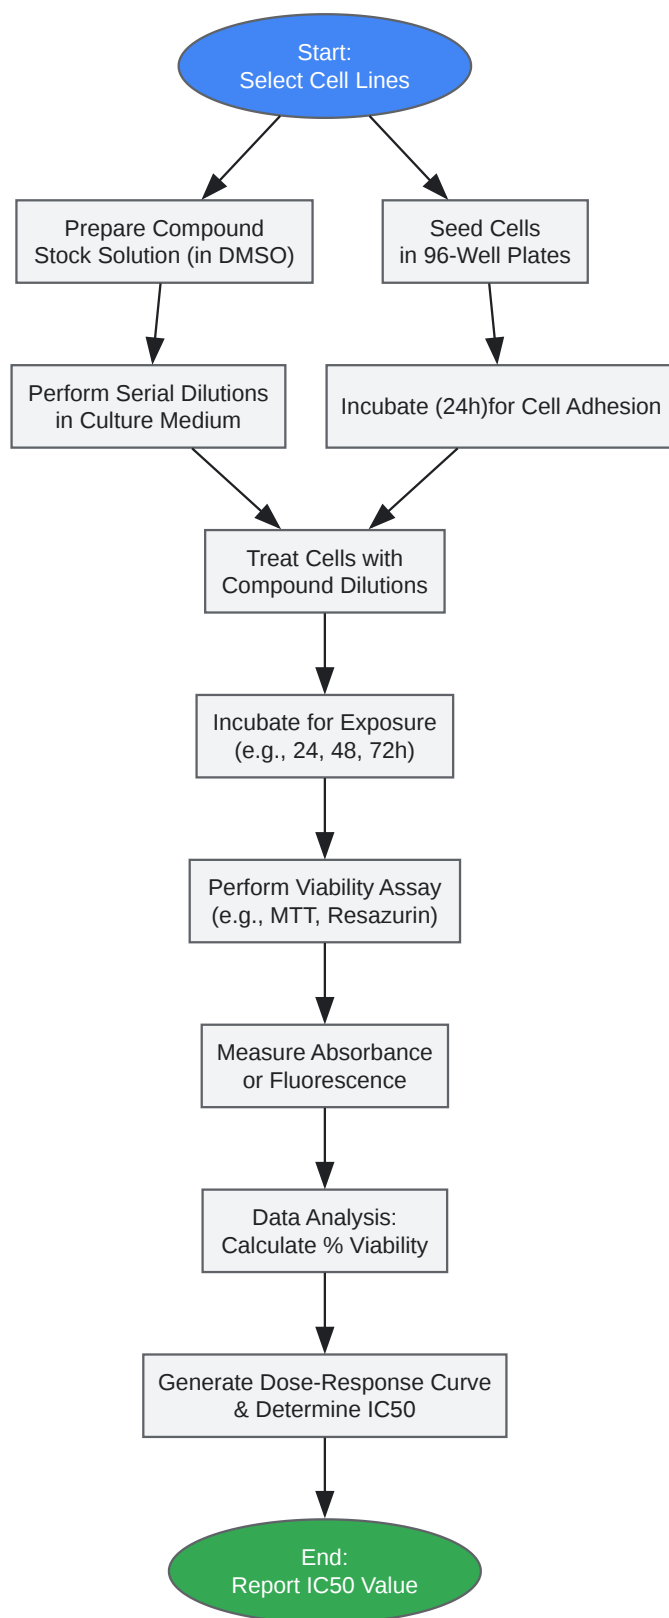 Start:
Select Cell Lines
Prepare Compound
Stock Solution (in DMSO)
Seed Cells
in 96-Well Plates
Perform Serial Dilutions
in Culture Medium
Incubate (24h)for Cell Adhesion
Treat Cells with
Compound Dilutions
Incubate for Exposure
(e.g., 24, 48, 72h)
Perform Viability Assay
(e.g., MTT, Resazurin)
Measure Absorbance
or Fluorescence
Data Analysis:
Calculate % Viability
Generate Dose-Response Curve
& Determine IC50
End:
Report IC50 Value